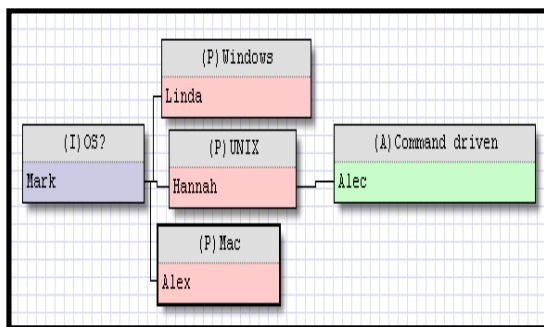 (P)Windows
Linda
(I)OS?
Mark
(P)UNIX
Hannah
(A)Command driven
Alec
(P)Mac
Alex